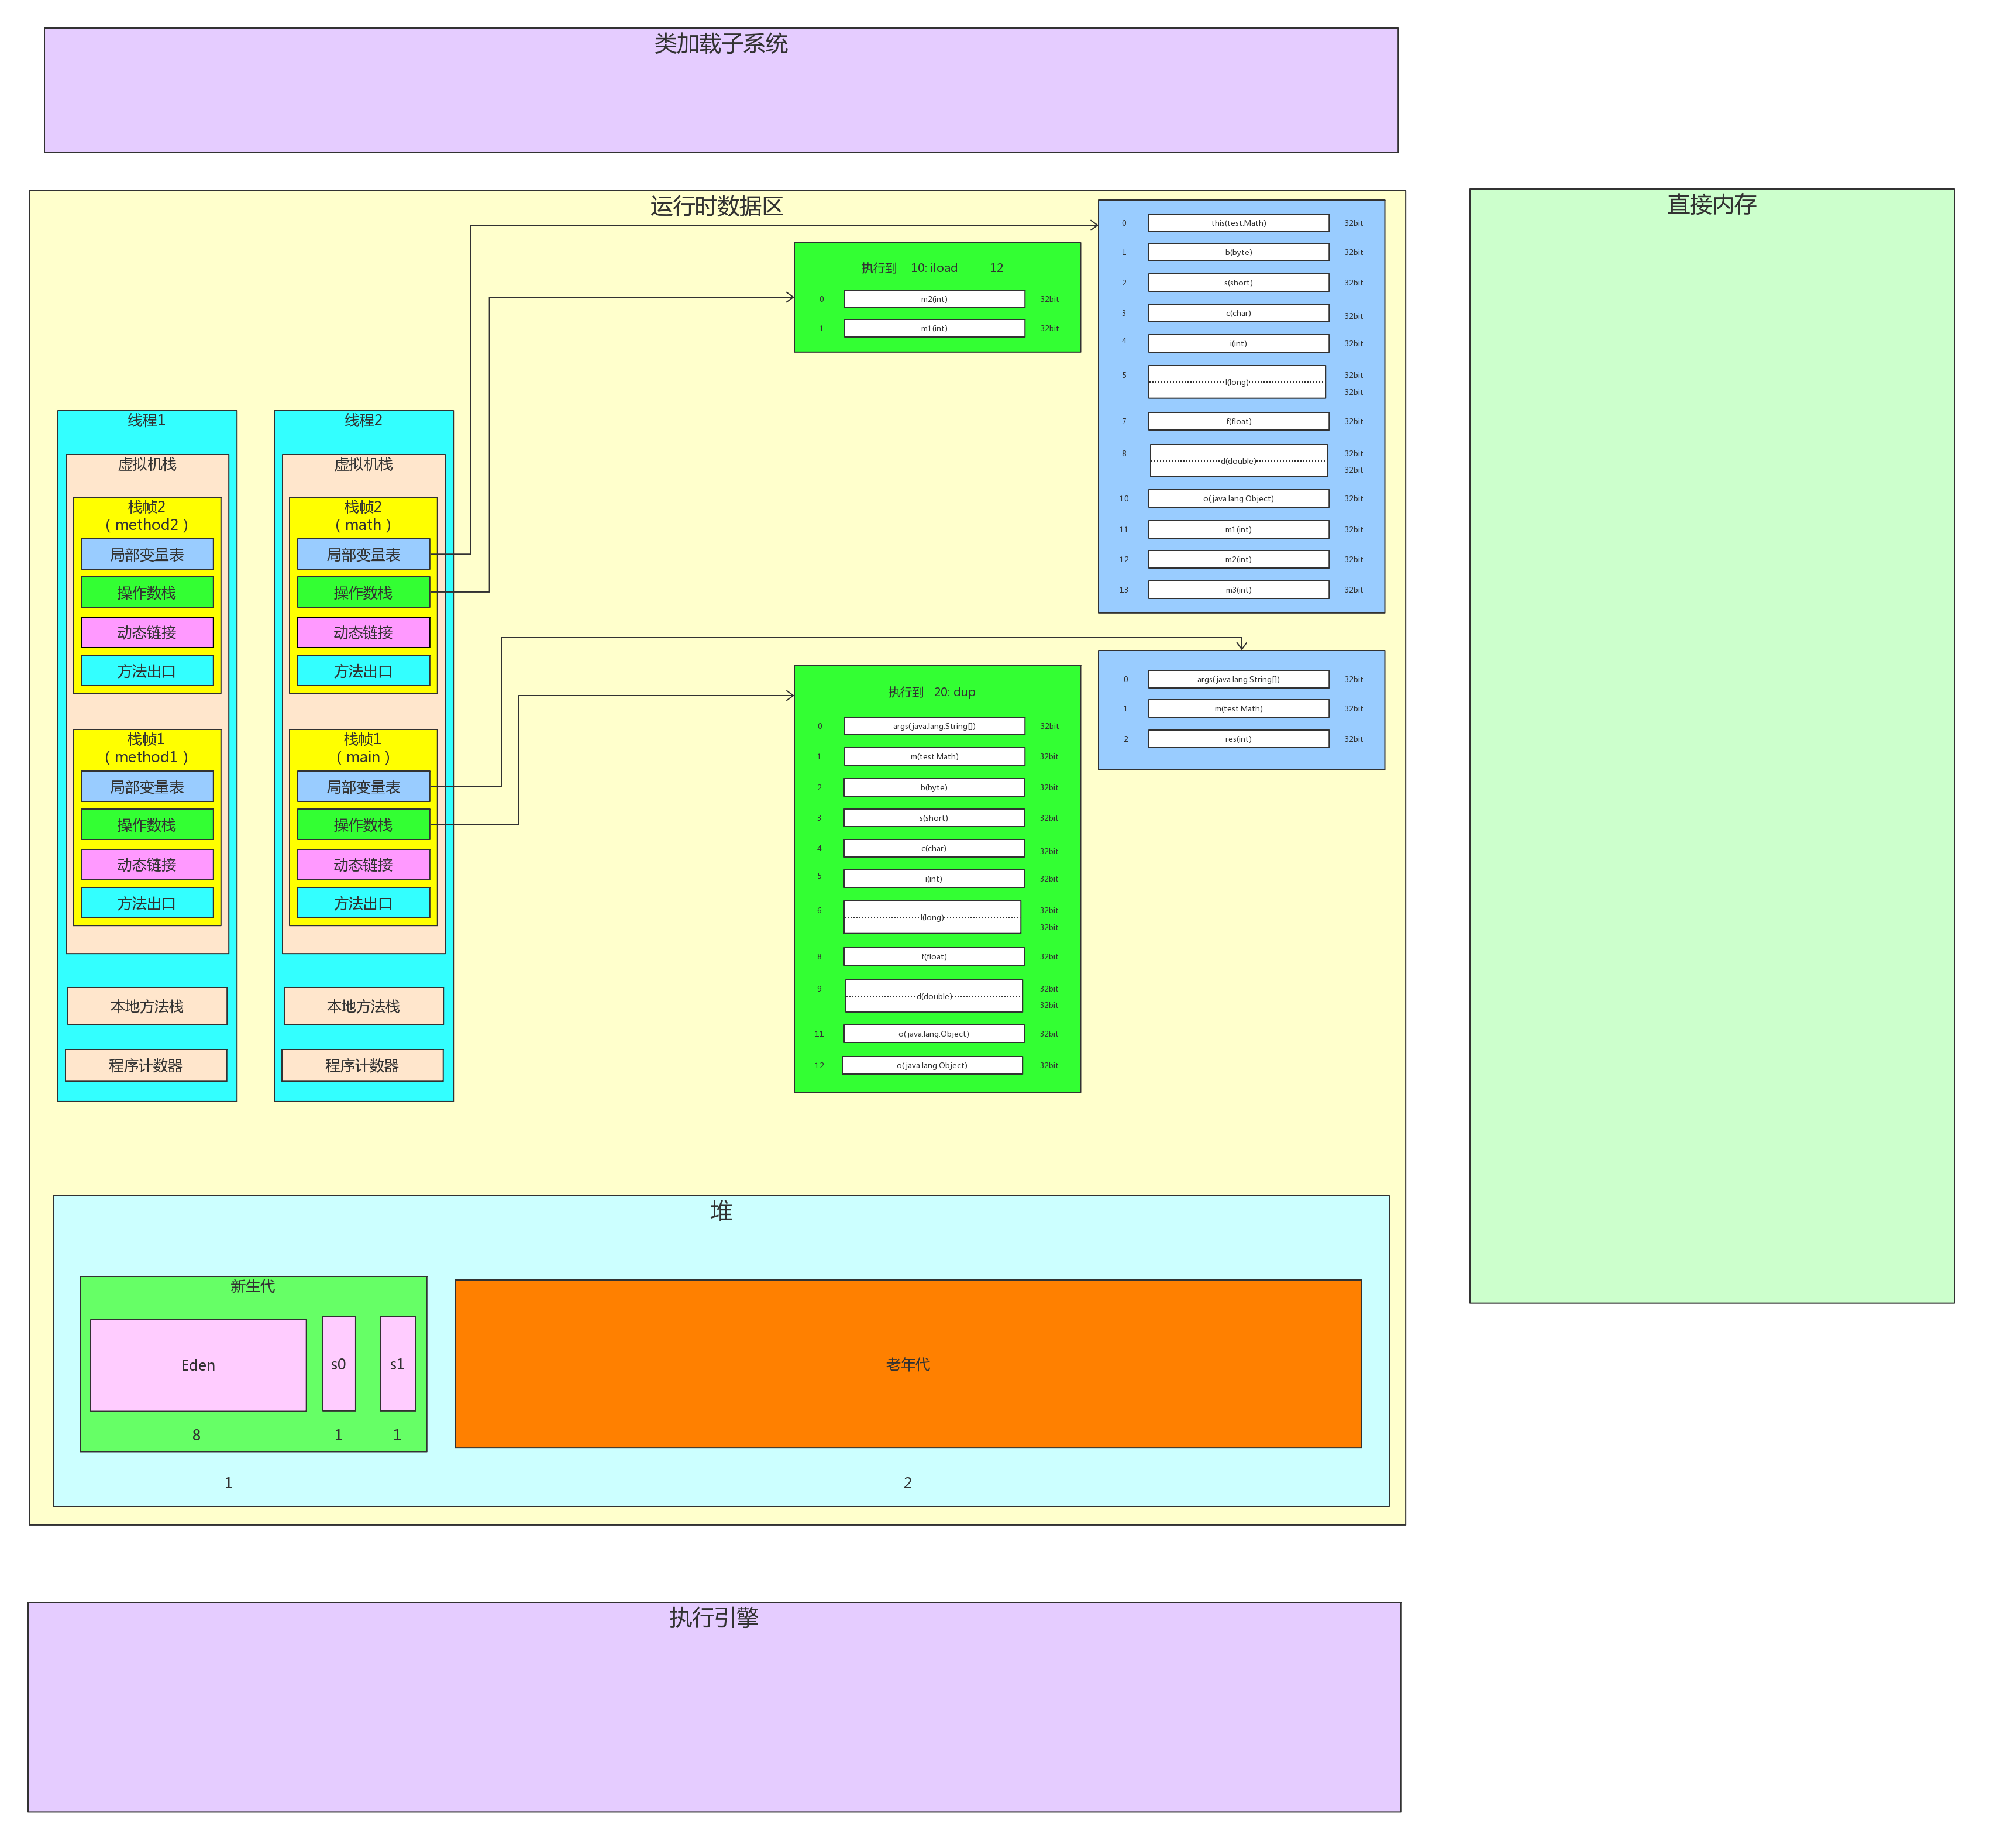 类加载子系统
运行时数据区
直接内存
执行到 10: iload 12
0 m2(int) 32bit
1 m1(int) 32bit
0 this(test.Math) 32bit
1 b(byte) 32bit
2 s(short) 32bit
3 c(char) 32bit
4 i(int) 32bit
5 l(long) 32bit
32bit
7 f(float) 32bit
8 d(double) 32bit
32bit
10 o(java.lang.Object) 32bit
11 m1(int) 32bit
12 m2(int) 32bit
13 m3(int) 32bit
线程1
虚拟机栈
栈帧2
( method2 )
局部变量表
操作数栈
动态链接
方法出口
栈帧1
( method1 )
局部变量表
操作数栈
动态链接
方法出口
本地方法栈
程序计数器
线程2
虚拟机栈
栈帧2
( math )
局部变量表
操作数栈
动态链接
方法出口
栈帧1
( main )
局部变量表
操作数栈
动态链接
方法出口
本地方法栈
程序计数器
执行到 20: dup
0 args(java.lang.String[]) 32bit
1 m(test.Math) 32bit
2 b(byte) 32bit
3 s(short) 32bit
4 c(char) 32bit
5 i(int) 32bit
6 l(long) 32bit
32bit
8 f(float) 32bit
9 d(double) 32bit
32bit
11 o(java.lang.Object) 32bit
12 o(java.lang.Object) 32bit
0 args(java.lang.String[]) 32bit
1 m(test.Math) 32bit
2 res(int) 32bit
堆
新生代
Eden
s0
s1
8
1
1
老年代
1
2
执行引擎